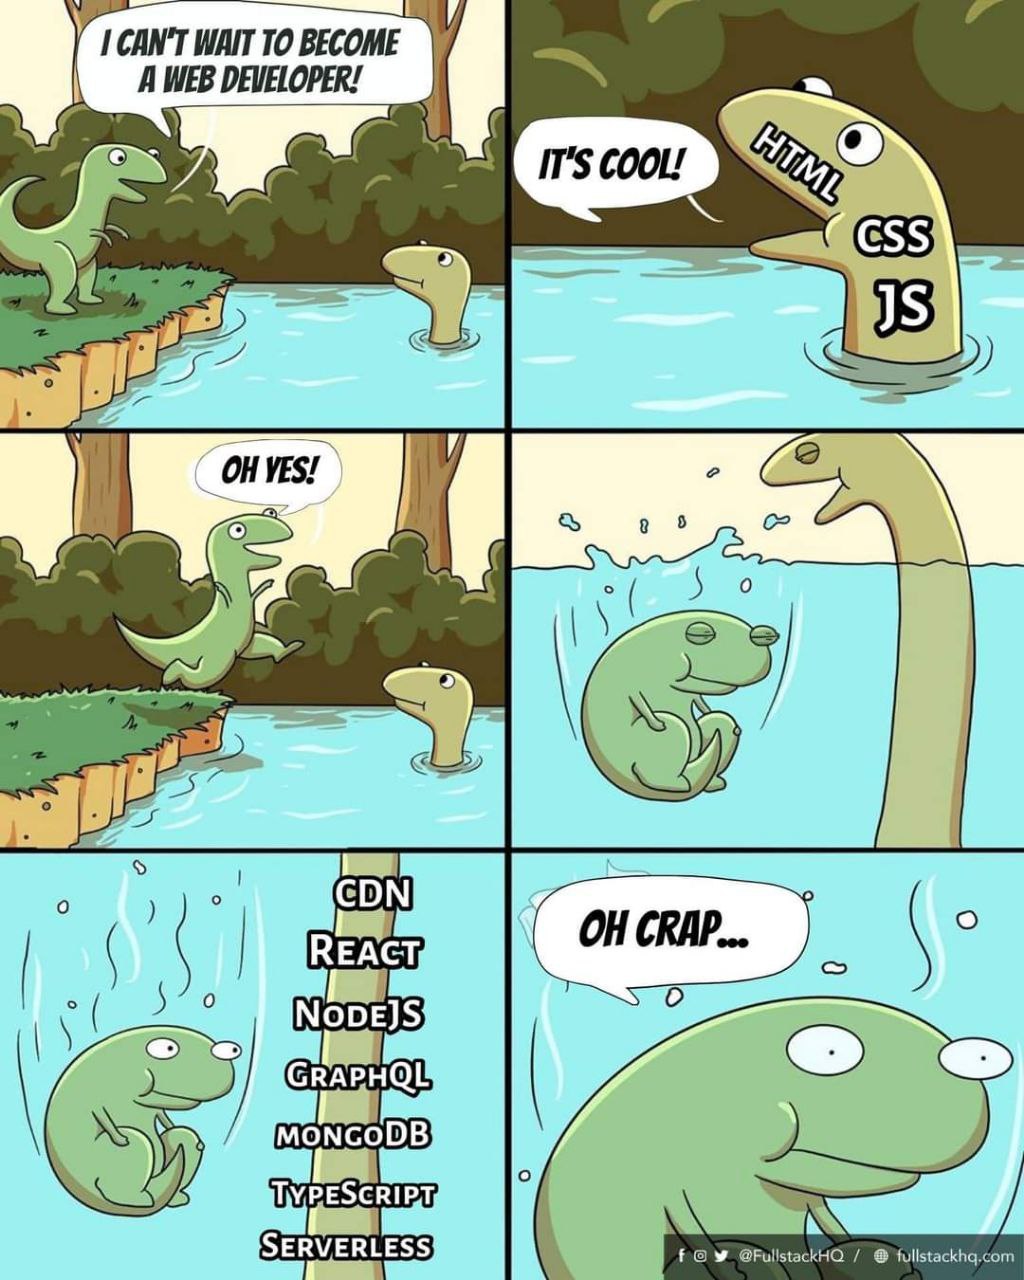 I CAN'T WAIT TO BECOME
A WEB DEVELOPER!
IT'S COOL!
HTML
CSS
JS
OH YES!
CDN
REACT
NODEJS
GRAPHQL
MONGODB
TYPESCRIPT
SERVERLESS
OH CRAP...
@FullstackHQ / fullstackhq.com